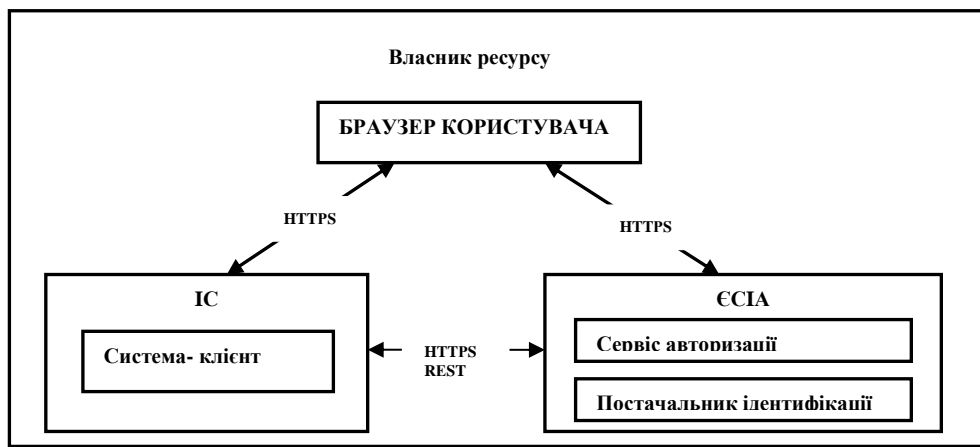 Власник ресурсу
БРАУЗЕР КОРИСТУВАЧА
HTTPS
HTTPS
ІС
Система- клієнт
HTTPS
REST
ЄСІА
Сервіс авторизації
Постачальник ідентифікації